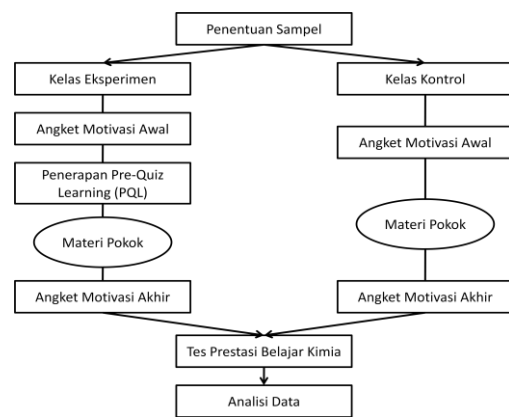 Penentuan Sampel
Kelas Eksperimen
Kelas Kontrol
Angket Motivasi Awal
Angket Motivasi Awal
Penerapan Pre-Quiz
Learning (PQL)
Materi Pokok
Materi Pokok
Angket Motivasi Akhir
Angket Motivasi Akhir
Tes Prestasi Belajar Kimia
Analisi Data